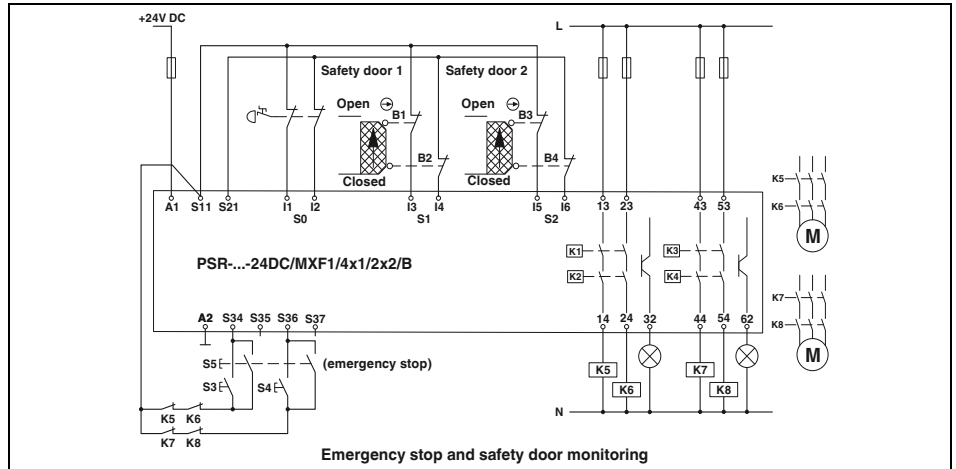 +24V DC
L
Safety door 1
Safety door 2
Open
Open
B1
B3
B2
B4
Closed
Closed
A1 S11 S21 I1 I2 I3 I4 I5 I6 13 23 43 53
S0 S1 S2
K5
K6
M
K1
K2
K3
K4
PSR-...-24DC/MXF1/4x1/2x2/B
K7
K8
M
A2 S34 S35 S36 S37 14 24 32 44 54 62
S5
(emergency stop)
S3
S4
K5
K7
K6
K8
K5 K6
N
K7 K8
Emergency stop and safety door monitoring